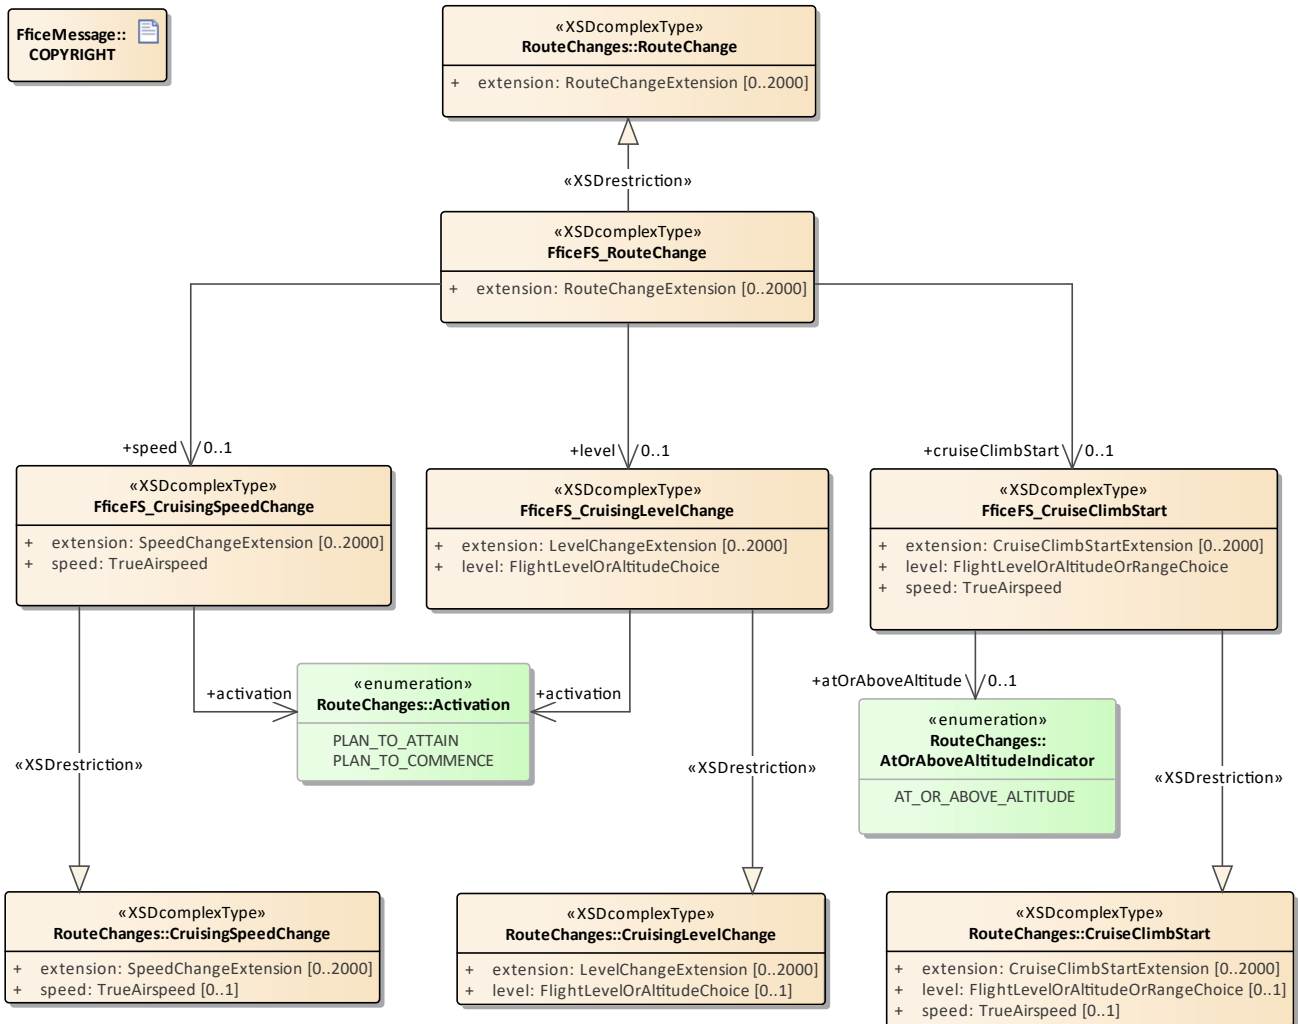 FficeMessage::
COPYRIGHT
«XSDcomplexType»
RouteChanges::RouteChange
+ extension: RouteChangeExtension [0..2000]
«XSDrestriction»
«XSDcomplexType»
FficeFS_RouteChange
+ extension: RouteChangeExtension [0..2000]
+speed 0..1
+level 0..1
+cruiseClimbStart 0..1
«XSDcomplexType»
FficeFS_CruisingSpeedChange
+ extension: SpeedChangeExtension [0..2000]
+ speed: TrueAirspeed
«XSDcomplexType»
FficeFS_CruisingLevelChange
+ extension: LevelChangeExtension [0..2000]
+ level: FlightLevelOrAltitudeChoice
«XSDcomplexType»
FficeFS_CruiseClimbStart
+ extension: CruiseClimbStartExtension [0..2000]
+ level: FlightLevelOrAltitudeOrRangeChoice
+ speed: TrueAirspeed
+activation
«enumeration»
RouteChanges::Activation
PLAN_TO_ATTAIN
PLAN_TO_COMMENCE
+activation
+atOrAboveAltitude 0..1
«enumeration»
RouteChanges::
AtOrAboveAltitudeIndicator
AT_OR_ABOVE_ALTITUDE
«XSDrestriction»
«XSDrestriction»
«XSDrestriction»
«XSDcomplexType»
RouteChanges::CruisingSpeedChange
+ extension: SpeedChangeExtension [0..2000]
+ speed: TrueAirspeed [0..1]
«XSDcomplexType»
RouteChanges::CruisingLevelChange
+ extension: LevelChangeExtension [0..2000]
+ level: FlightLevelOrAltitudeChoice [0..1]
«XSDcomplexType»
RouteChanges::CruiseClimbStart
+ extension: CruiseClimbStartExtension [0..2000]
+ level: FlightLevelOrAltitudeOrRangeChoice [0..1]
+ speed: TrueAirspeed [0..1]